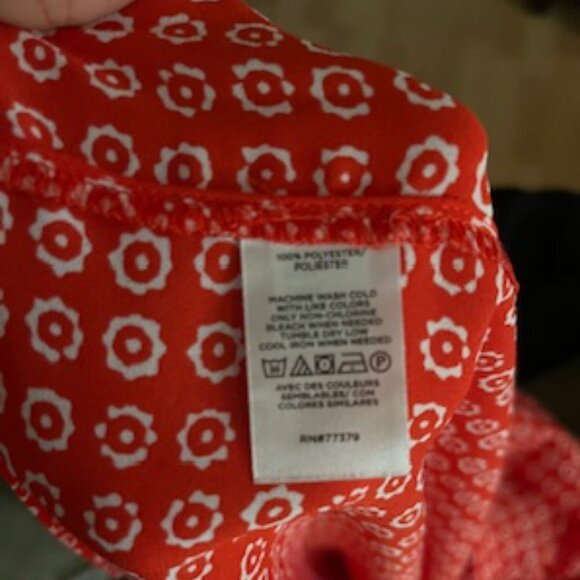 100% POLYESTER/
POLIÉSTER
MACHINE WASH COLD
WITH LIKE COLORS
ONLY NON-CHLORINE
BLEACH WHEN NEEDED
TUMBLE DRY LOW
COOL IRON WHEN NEEDED
P
AVEC DES COULEURS
SEMBLABLES/ CON
COLORES SIMILARES
RN#77379